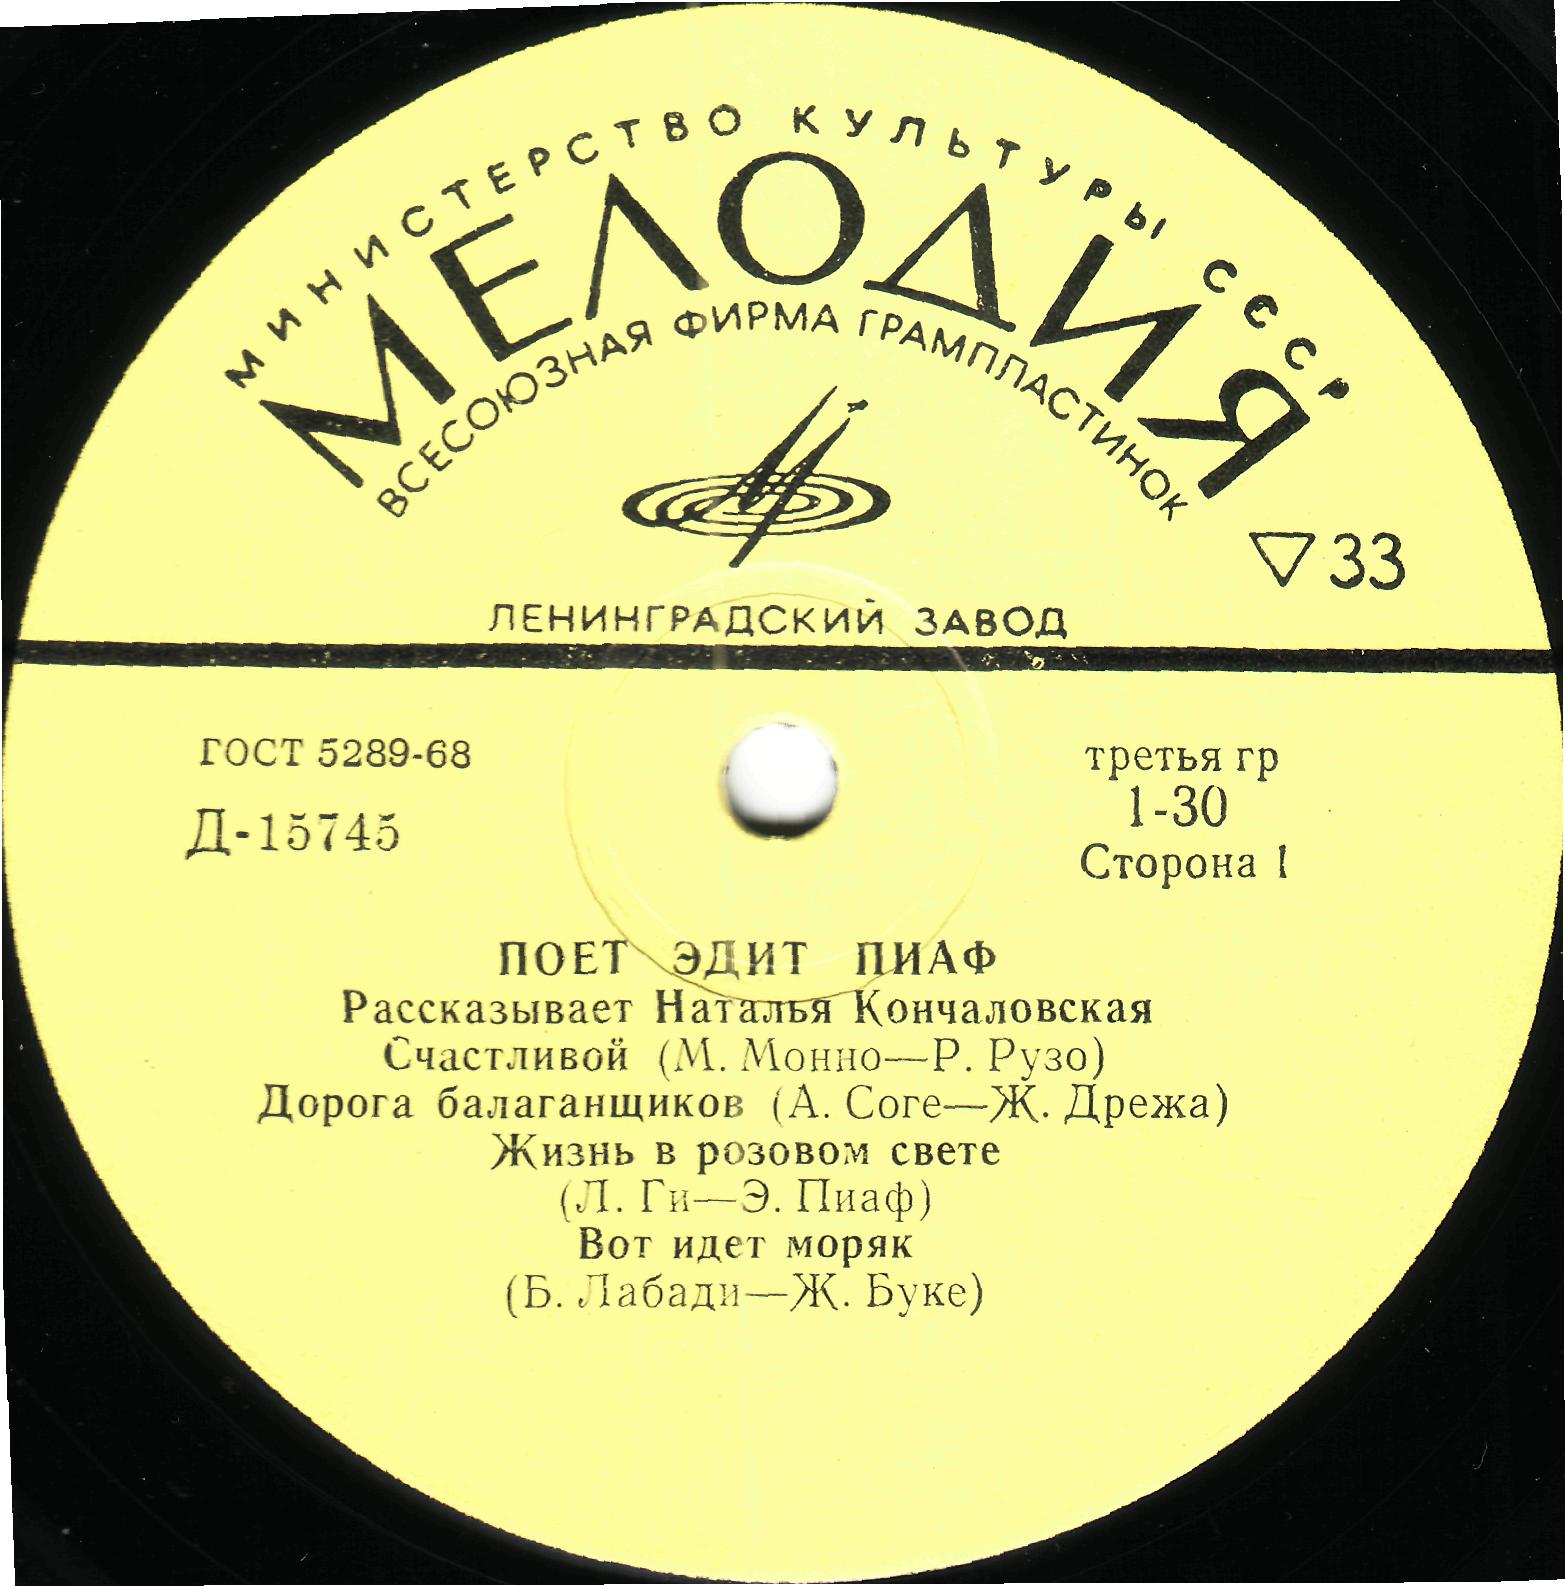 МИНИСТЕРСТВО КУЛЬТУРЫ СССР
МЕЛОДИЯ
ВСЕСОЮЗНАЯ ФИРМА ГРАМПЛАСТИНОК
▽33
ЛЕНИНГРАДСКИЙ ЗАВОД
ГОСТ 5289-68
Д-15745
третья гр
1-30
Сторона 1
ПОЕТ ЭДИТ ПИАФ
Рассказывает Наталья Кончаловская
Счастливой (М. Монно—Р. Рузо)
Дорога балаганщиков (А. Соге—Ж. Дрежа)
Жизнь в розовом свете
(Л. Ги—Э. Пиаф)
Вот идет моряк
(Б. Лабади—Ж. Буке)